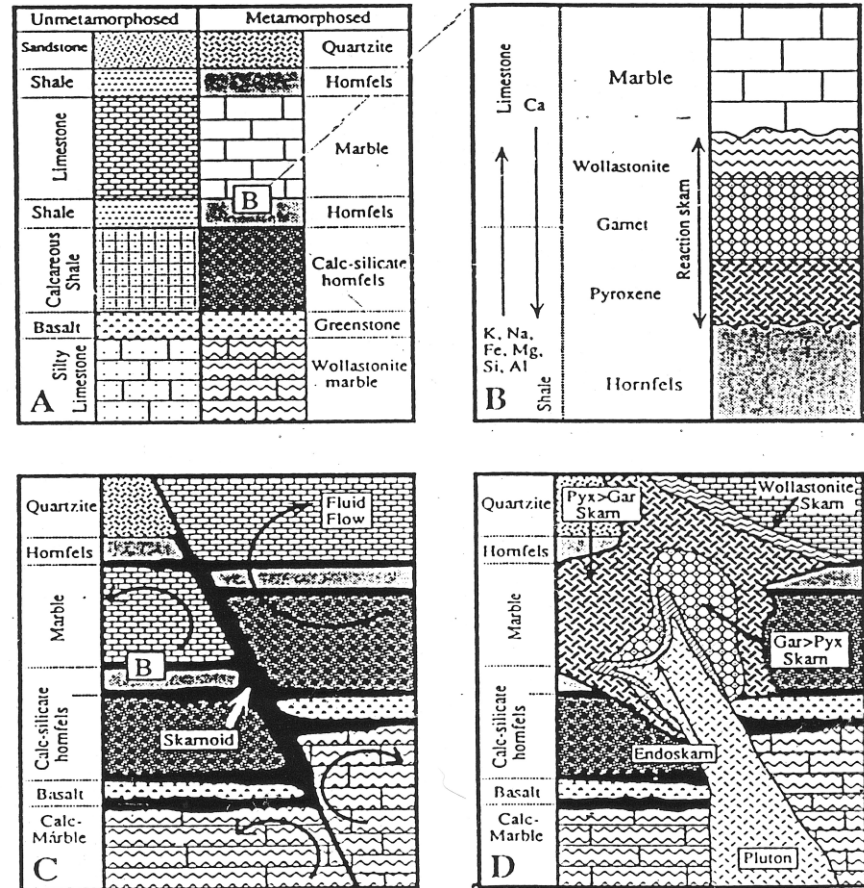 Unmetamorphosed
Metamorphosed
Sandstone
Quartzite
Shale
Hornfels
Limestone
Marble
B
Shale
Hornfels
Calcareous
Shale
Calc-silicate
hornfels
Basalt
Greenstone
Silty
Limestone
Wollastonite
marble
A
Limestone
Ca
Marble
Wollastonite
Garnet
Reaction skarn
Pyroxene
K, Na,
Fe, Mg,
Si, Al
Shale
Hornfels
B
Quartzite
Fluid
Flow
Hornfels
Marble
B
Calc-silicate
hornfels
Skarnoid
Basalt
Calc-
Marble
C
Quartzite
Pyx>Gar
Skarn
Wollastonite
Skarn
Hornfels
Marble
Gar>Pyx
Skarn
Calc-silicate
hornfels
Endoskarn
Basalt
Calc-
Marble
Pluton
D